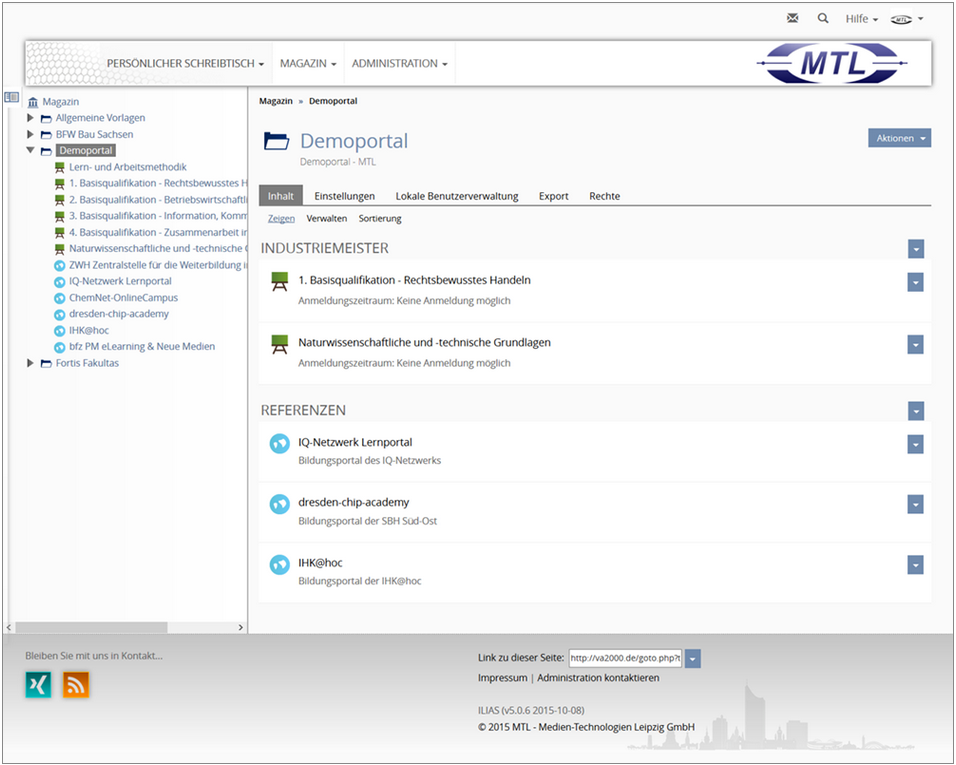 Hilfe
MTL
PERSÖNLICHER SCHREIBTISCH
MAGAZIN
ADMINISTRATION
MTL
Magazin
Allgemeine Vorlagen
BFW Bau Sachsen
Demoportal
Lern- und Arbeitsmethodik
1. Basisqualifikation - Rechtsbewusstes H
2. Basisqualifikation - Betriebswirtschaftli
3. Basisqualifikation - Information, Komm
4. Basisqualifikation - Zusammenarbeit in
Naturwissenschaftliche und -technische G
ZWH Zentralstelle für die Weiterbildung i
IQ-Netzwerk Lernportal
ChemNet-OnlineCampus
dresden-chip-academy
IHK@hoc
bfz PM eLearning & Neue Medien
Fortis Fakultas
Magazin » Demoportal
Demoportal
Demoportal - MTL
Aktionen
Inhalt Einstellungen Lokale Benutzerverwaltung Export Rechte
Zeigen Verwalten Sortierung
INDUSTRIEMEISTER
1. Basisqualifikation - Rechtsbewusstes Handeln
Anmeldungszeitraum: Keine Anmeldung möglich
Naturwissenschaftliche und -technische Grundlagen
Anmeldungszeitraum: Keine Anmeldung möglich
REFERENZEN
IQ-Netzwerk Lernportal
Bildungsportal des IQ-Netzwerks
dresden-chip-academy
Bildungsportal der SBH Süd-Ost
IHK@hoc
Bildungsportal der IHK@hoc
Bleiben Sie mit uns in Kontakt...
Link zu dieser Seite: http://va2000.de/goto.php?t
Impressum | Administration kontaktieren
ILIAS (v5.0.6 2015-10-08)
© 2015 MTL - Medien-Technologien Leipzig GmbH